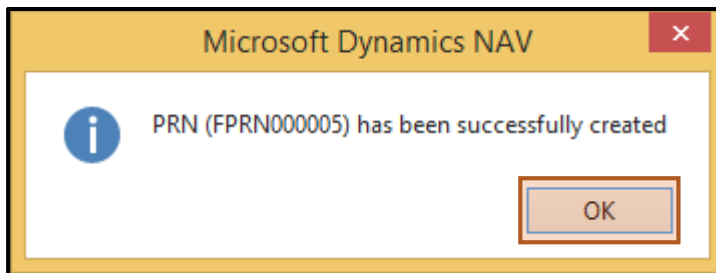 Microsoft Dynamics NAV
PRN (FPRN000005) has been successfully created
OK